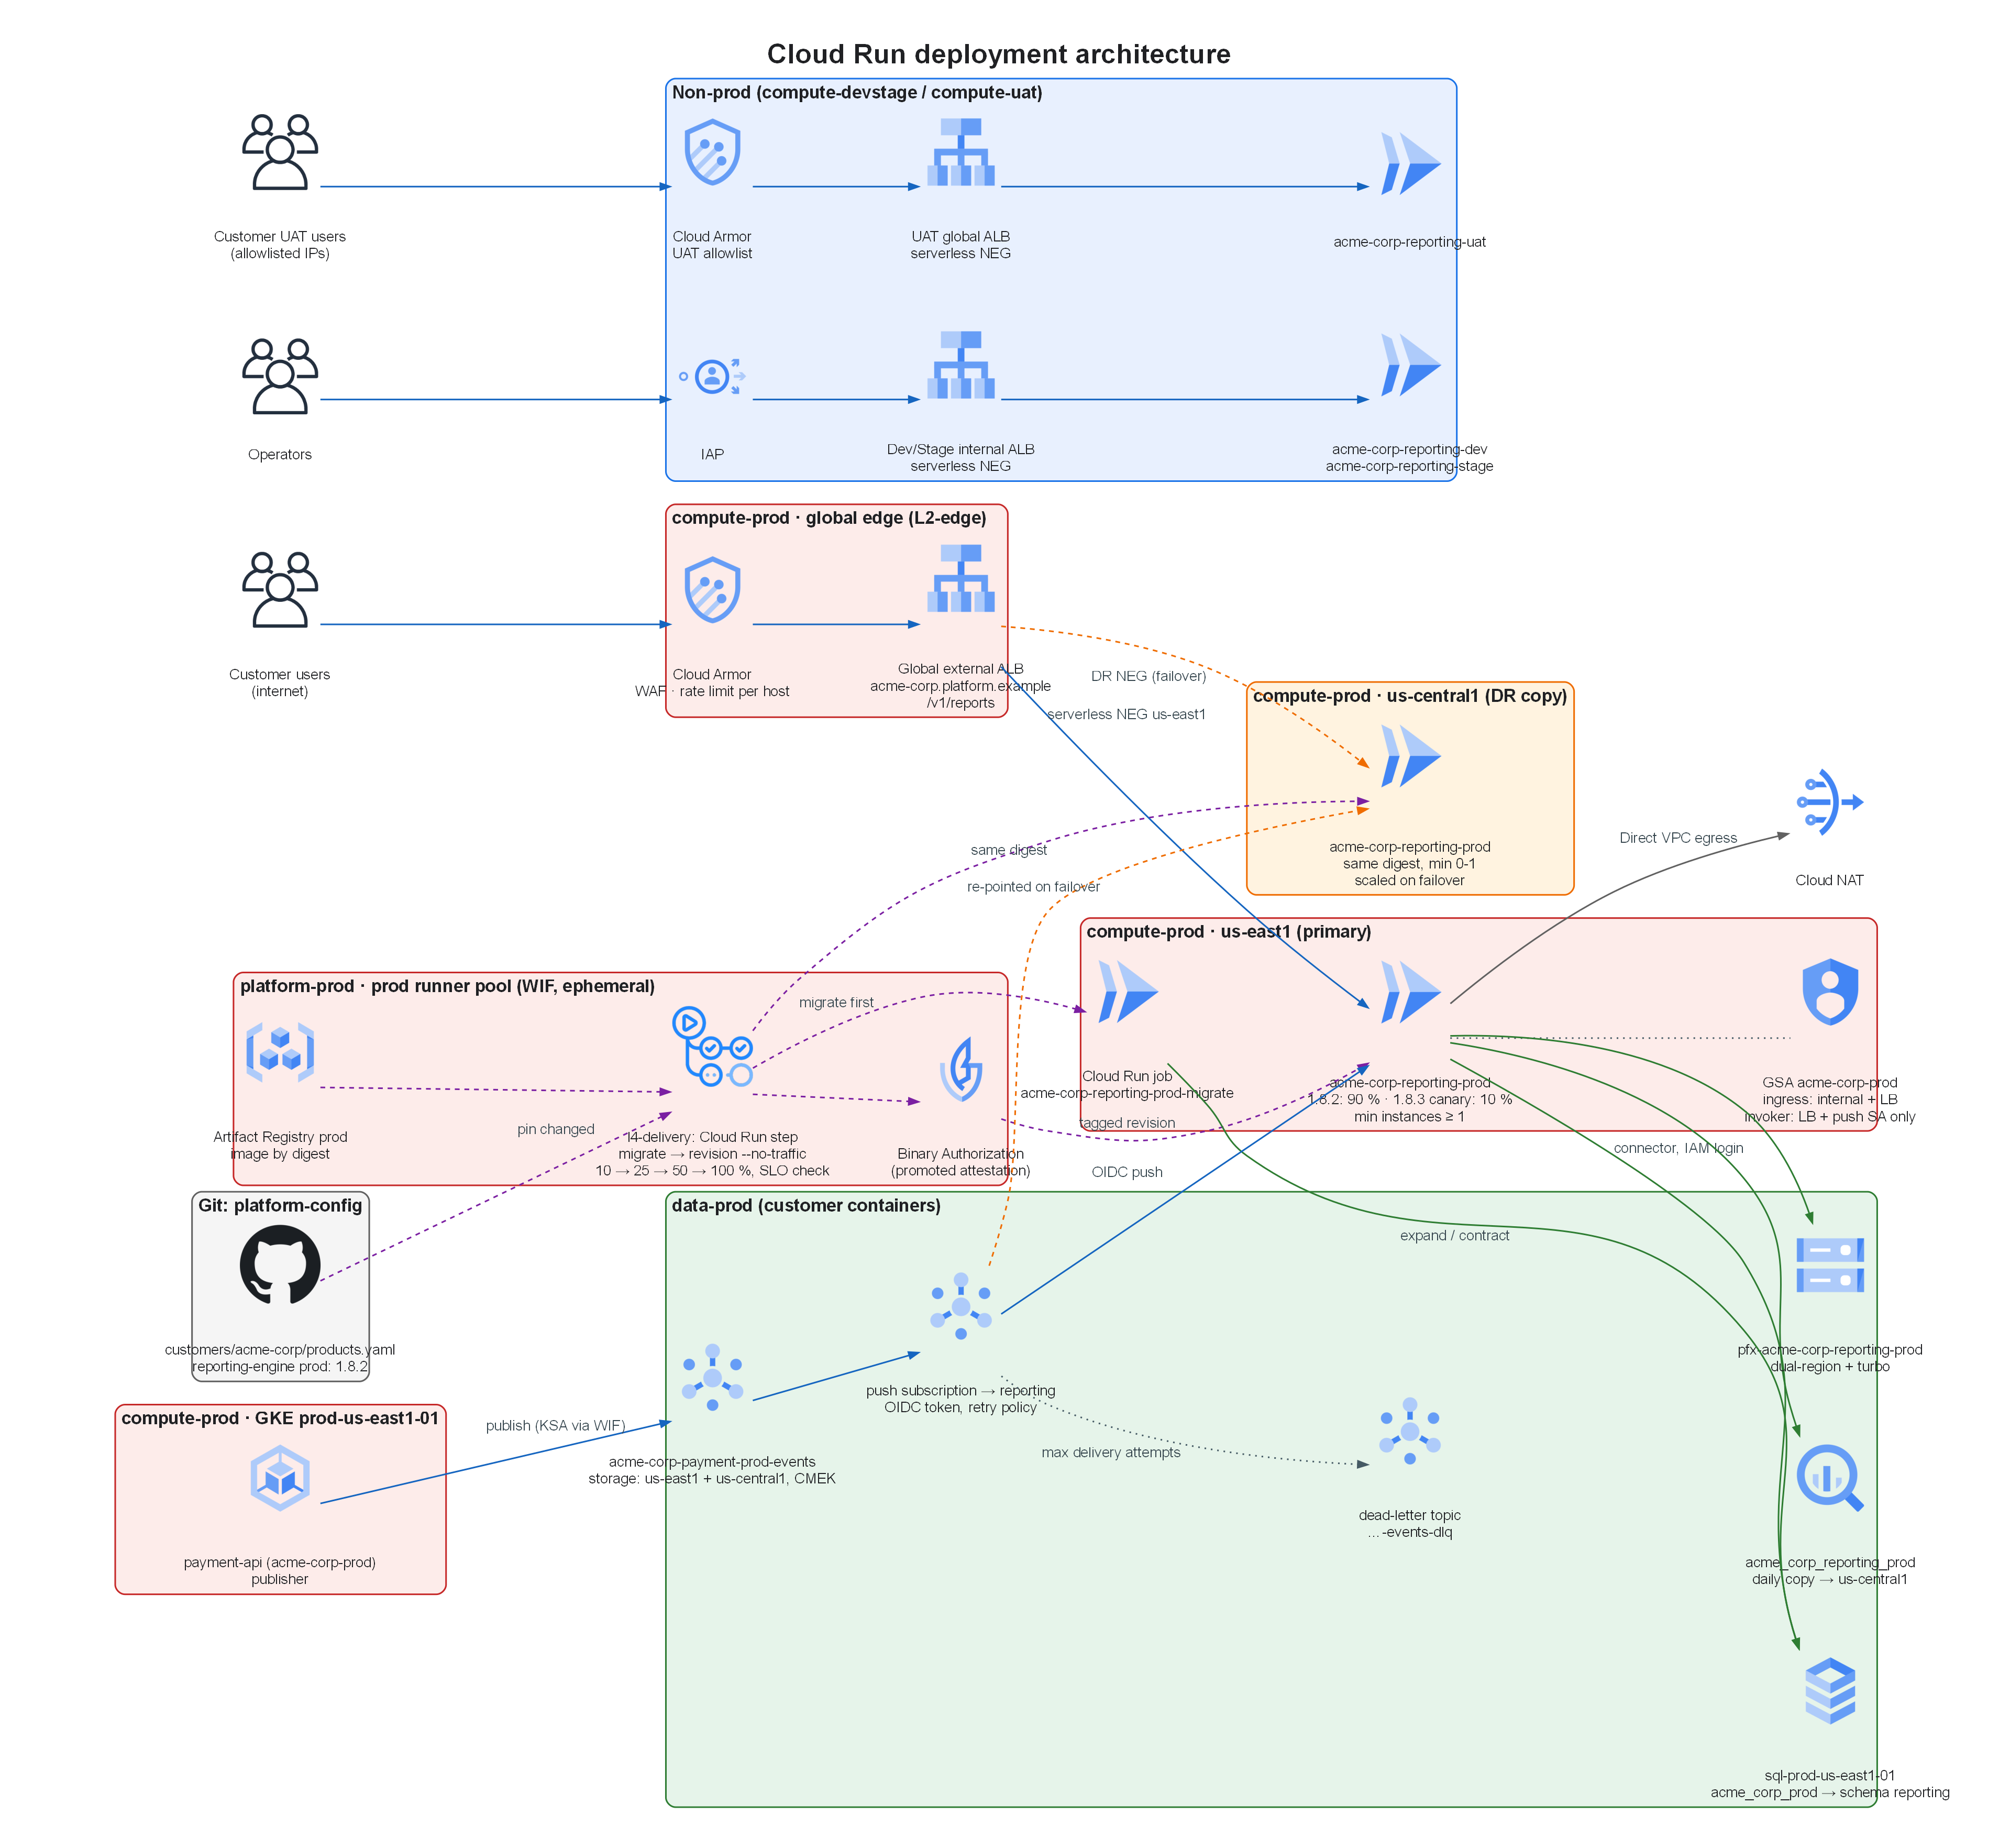 Cloud Run deployment architecture
Non-prod (compute-devstage / compute-uat)
Customer UAT users
(allowlisted IPs)
Cloud Armor
UAT allowlist
UAT global ALB
serverless NEG
acme-corp-reporting-uat
Operators
IAP
Dev/Stage internal ALB
serverless NEG
acme-corp-reporting-dev
acme-corp-reporting-stage
compute-prod · global edge (L2-edge)
Customer users
(internet)
Cloud Armor
WAF · rate limit per host
Global external ALB
acme-corp.platform.example
/v1/reports
DR NEG (failover)
serverless NEG us-east1
compute-prod · us-central1 (DR copy)
acme-corp-reporting-prod
same digest, min 0-1
scaled on failover
Direct VPC egress
Cloud NAT
same digest
re-pointed on failover
compute-prod · us-east1 (primary)
Cloud Run job
acme-corp-reporting-prod-migrate
acme-corp-reporting-prod
1.8.2: 90 % · 1.8.3 canary: 10 %
min instances ≥ 1
GSA acme-corp-prod
ingress: internal + LB
invoker: LB + push SA only
platform-prod · prod runner pool (WIF, ephemeral)
migrate first
Artifact Registry prod
image by digest
pin changed
l4-delivery: Cloud Run step
migrate → revision --no-traffic
10 → 25 → 50 → 100 %, SLO check
Binary Authorization
(promoted attestation)
tagged revision
OIDC push
connector, IAM login
Git: platform-config
customers/acme-corp/products.yaml
reporting-engine prod: 1.8.2
data-prod (customer containers)
expand / contract
push subscription → reporting
OIDC token, retry policy
pfx-acme-corp-reporting-prod
dual-region + turbo
compute-prod · GKE prod-us-east1-01
publish (KSA via WIF)
payment-api (acme-corp-prod)
publisher
acme-corp-payment-prod-events
storage: us-east1 + us-central1, CMEK
max delivery attempts
dead-letter topic
…-events-dlq
acme_corp_reporting_prod
daily copy → us-central1
sql-prod-us-east1-01
acme_corp_prod → schema reporting